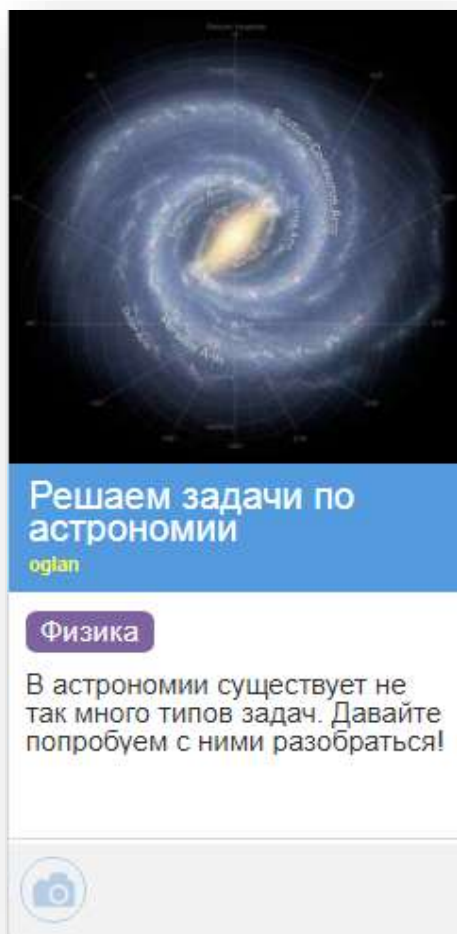 Решаем задачи по
астрономии
oglan
Физика
В астрономии существует не
так много типов задач. Давайте
попробуем с ними разобраться!